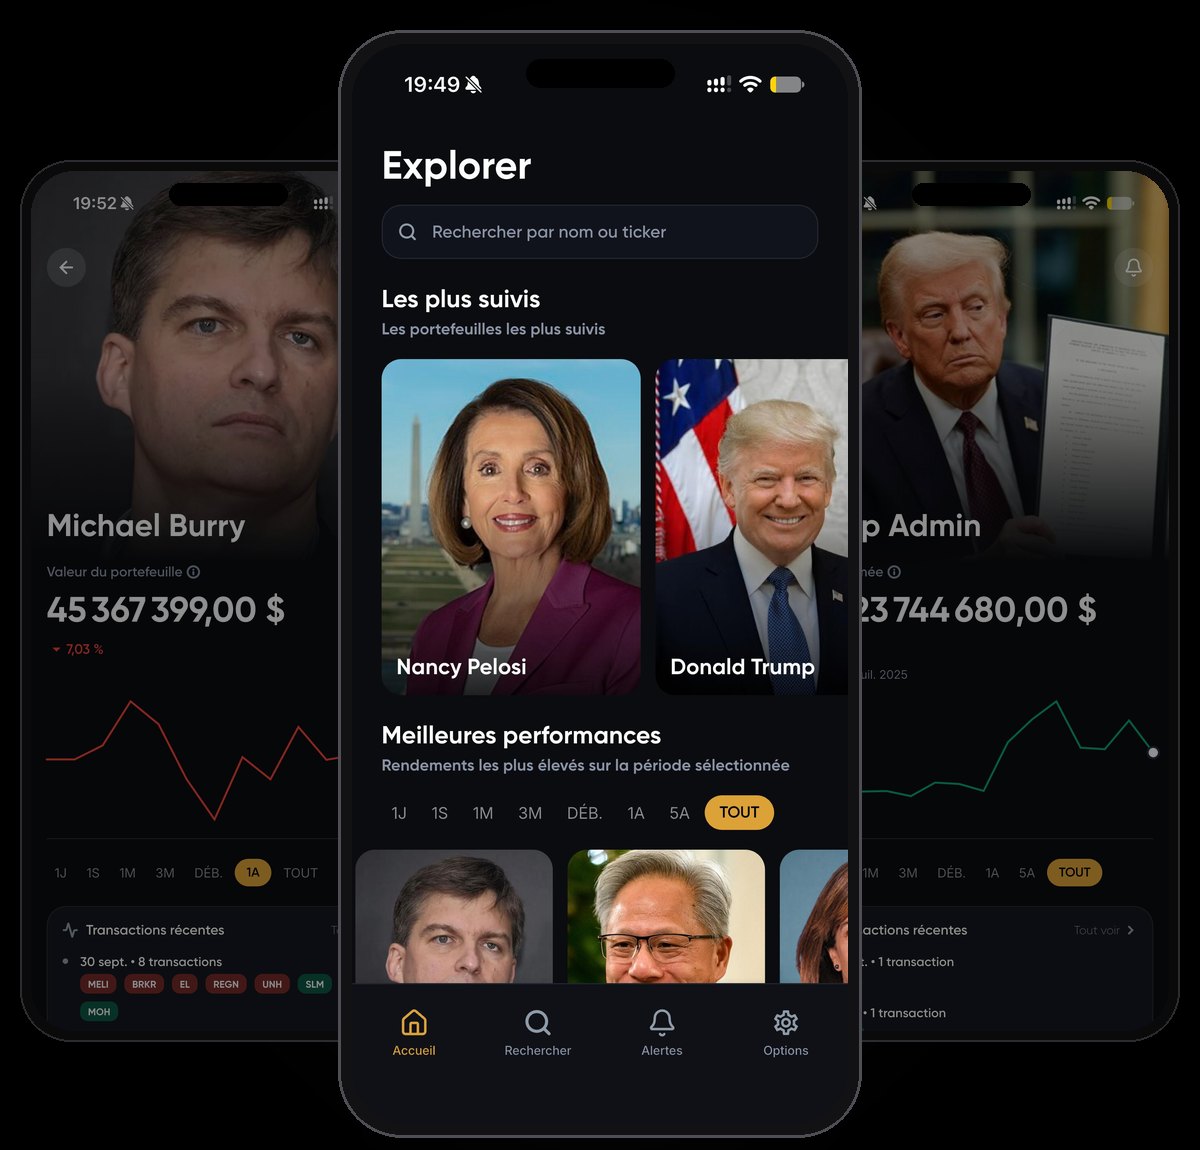 19:52
Michael Burry
Valeur du portefeuille
45 367 399,00 $
7,03 %
1J 1S 1M 3M DÉB. 1A TOUT
Transactions récentes
30 sept. • 8 transactions
MELI BRKR EL REGN UNH SLM
MOH
19:49
Explorer
Rechercher par nom ou ticker
Les plus suivis
Les portefeuilles les plus suivis
Nancy Pelosi
Donald Trump
Meilleures performances
Rendements les plus élevés sur la période sélectionnée
1J 1S 1M 3M DÉB. 1A 5A TOUT
Accueil
Rechercher
Alertes
Options
p Admin
née
23 744 680,00 $
uil. 2025
1M 3M DÉB. 1A 5A TOUT
actions récentes
Tout voir
. • 1 transaction
• 1 transaction